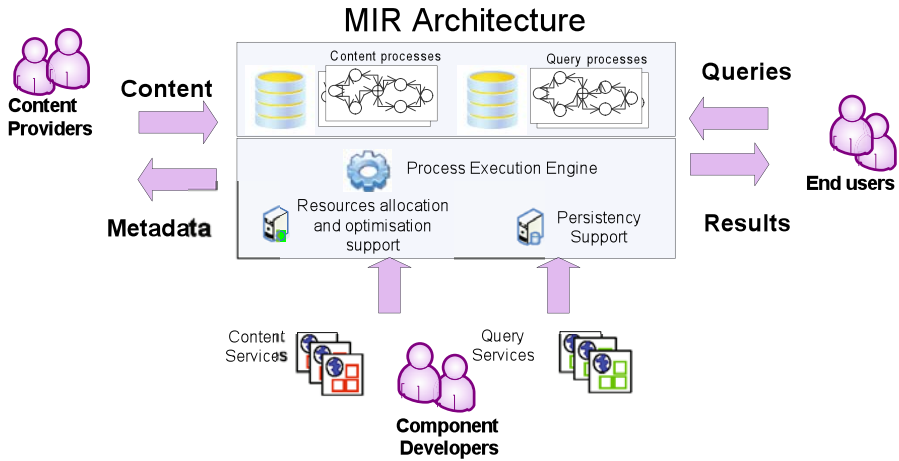 MIR Architecture
Content processes
Query processes
Content
Providers
Content
Metadata
Queries
Results
End users
Process Execution Engine
Resources allocation
and optimisation
support
Persistency
Support
Content
Services
Query
Services
Component
Developers